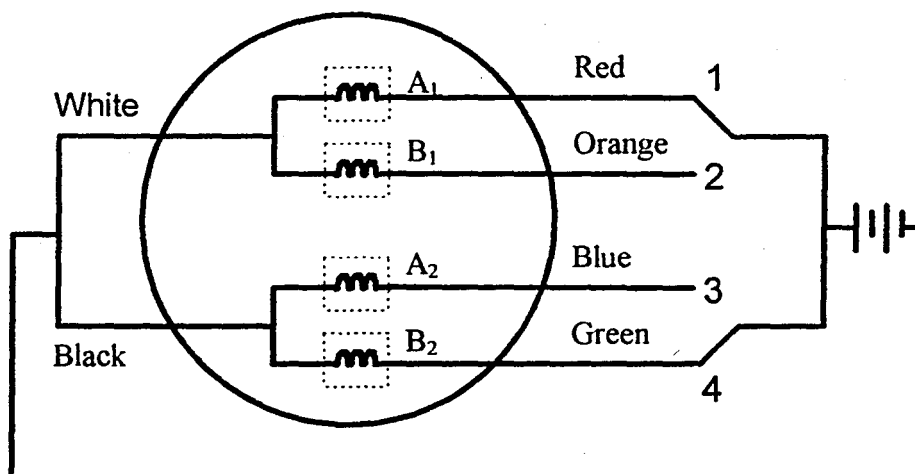 Red
1
White
A₁
Orange
B₁
2
Blue
A₂
3
Green
Black
B₂
4